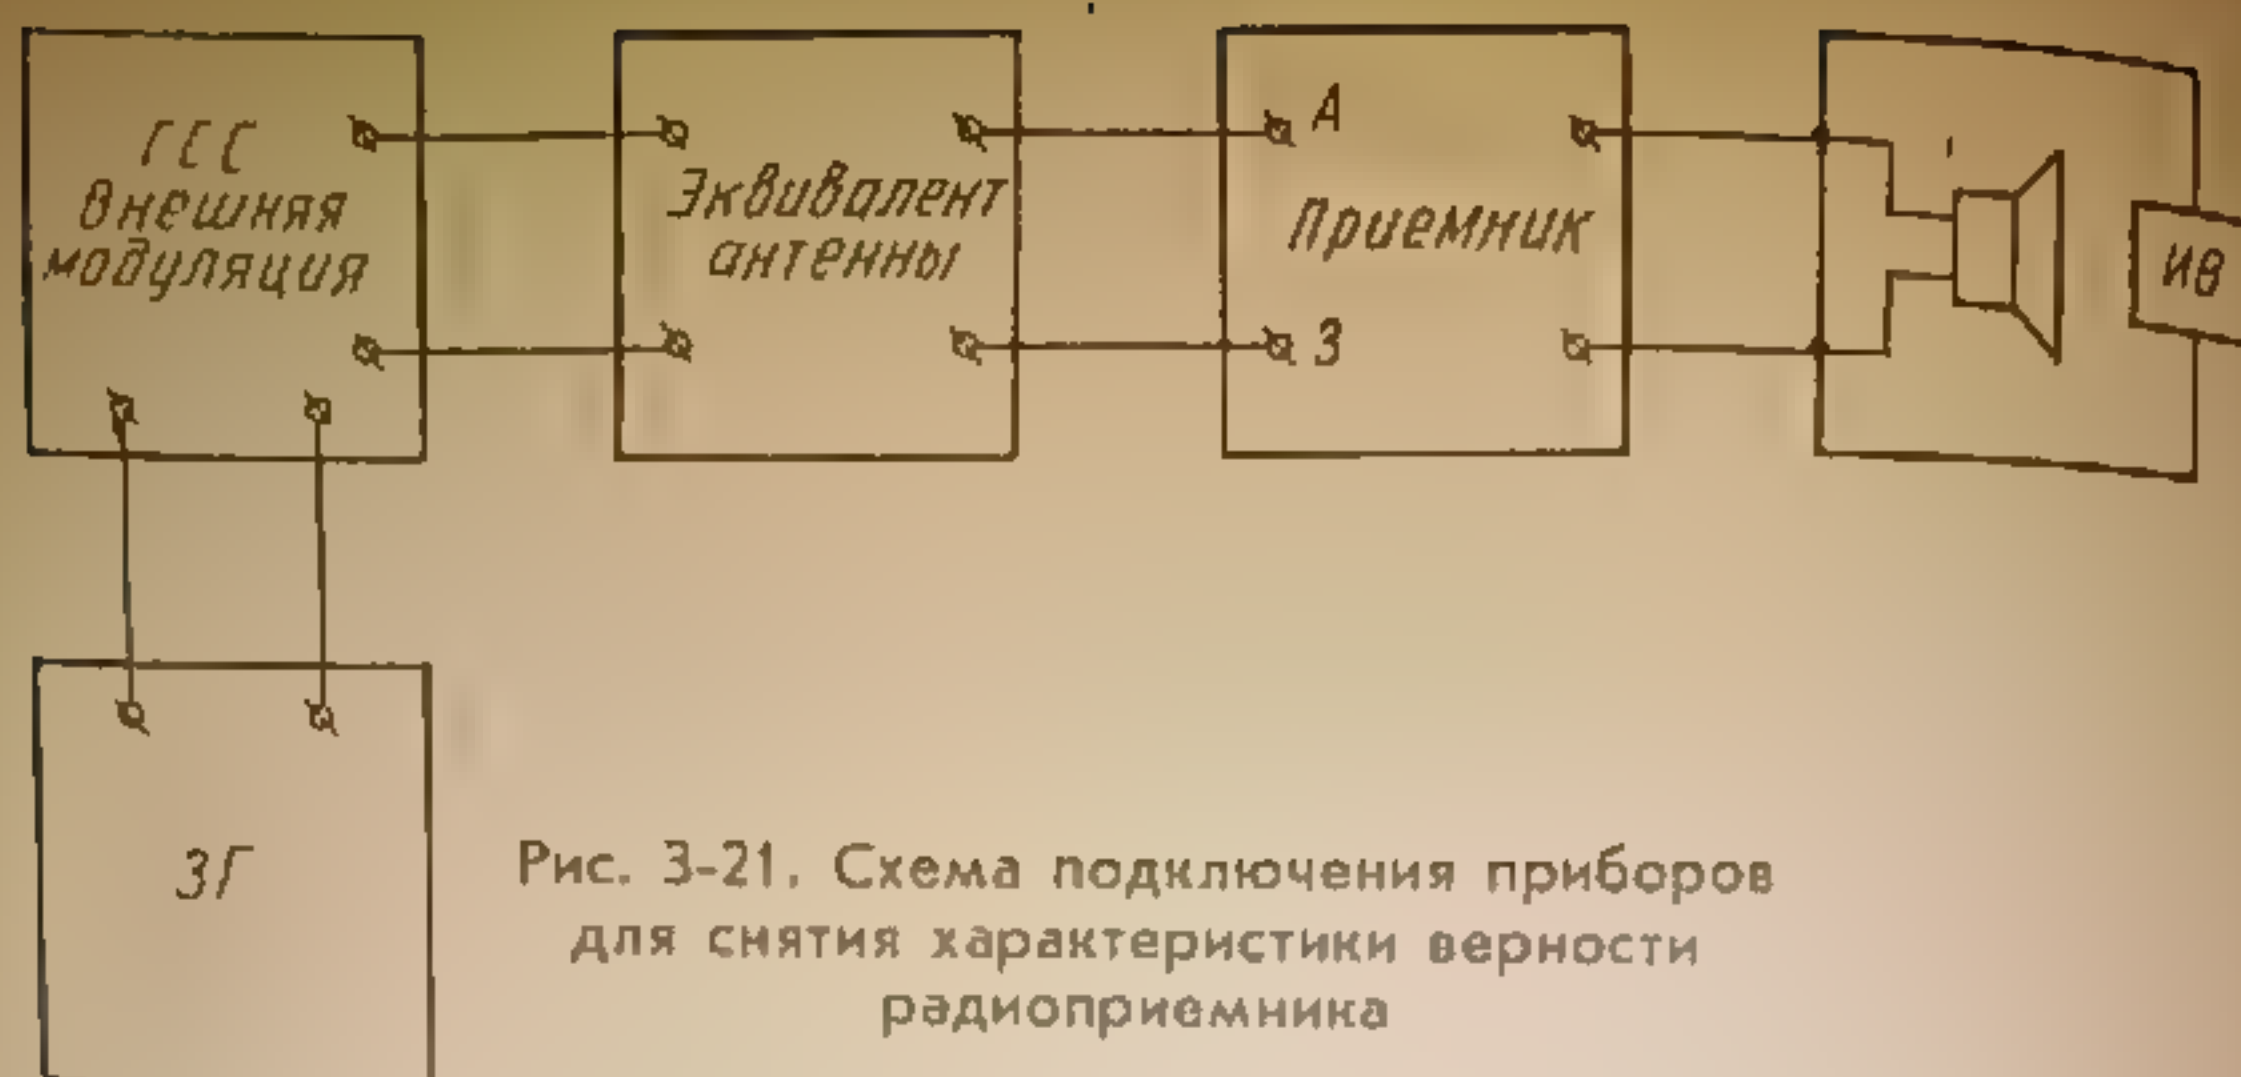 ГСС
Внешняя
модуляция
Эквивалент
антенны
А
Приемник
З
ИВ
ЗГ
Рис. 3-21. Схема подключения приборов
для снятия характеристики верности
радиоприемника